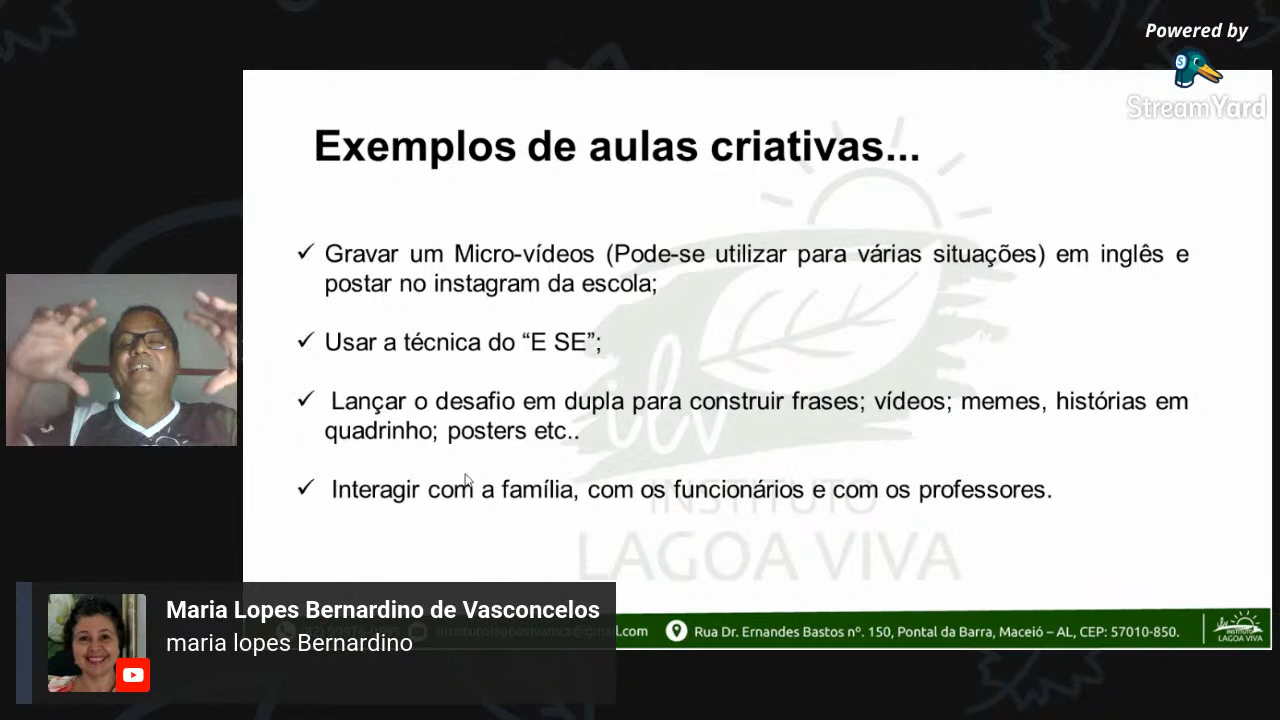 Powered by
StreamYard
Exemplos de aulas criativas...
✓ Gravar um Micro-vídeos (Pode-se utilizar para várias situações) em inglês e
postar no instagram da escola;
✓ Usar a técnica do “E SE”;
✓ Lançar o desafio em dupla para construir frases; vídeos; memes, histórias em
quadrinho; posters etc..
✓ Interagir com a família, com os funcionários e com os professores.
ilv
INSTITUTO
LAGOA VIVA
Maria Lopes Bernardino de Vasconcelos
maria lopes Bernardino
l.com
Rua Dr. Ernandes Bastos nº. 150, Pontal da Barra, Maceió – AL, CEP: 57010-850.
INSTITUTO
LAGOA VIVA